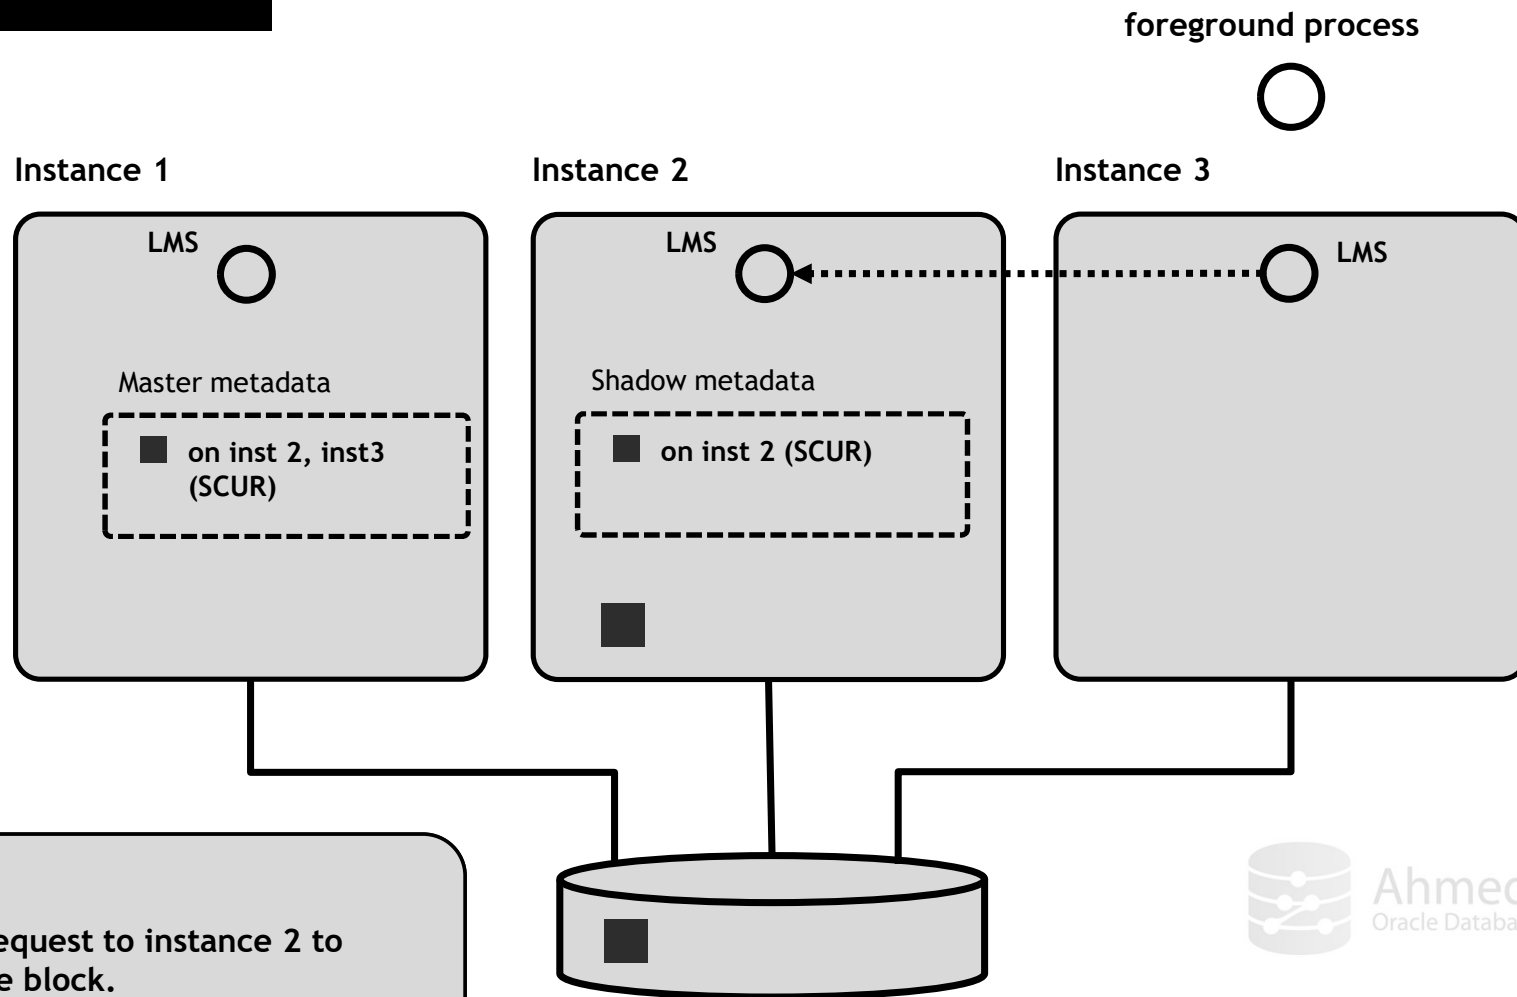 foreground process
Instance 1
Instance 2
Instance 3
LMS
LMS
LMS
Master metadata
on inst 2, inst3
(SCUR)
Shadow metadata
on inst 2 (SCUR)
equest to instance 2 to
e block.
Ahmed
Oracle Databa